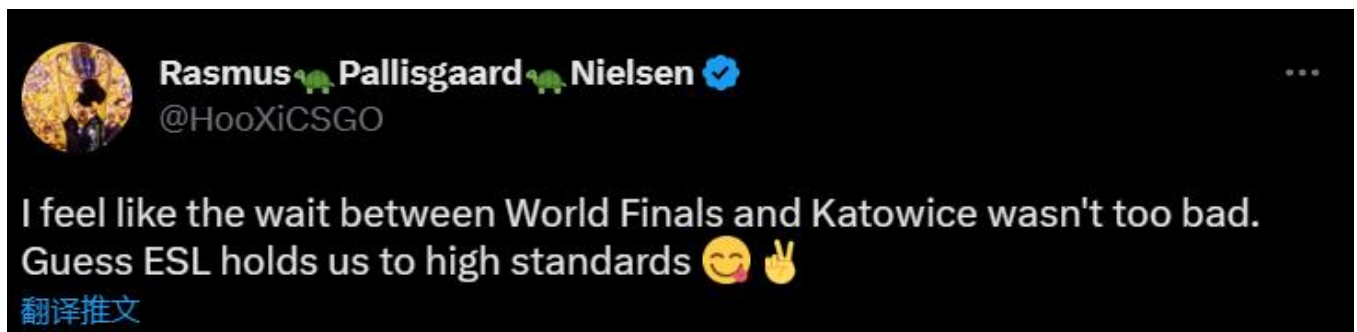 Rasmus🐢Pallisgaard🐢Nielsen
@HooXiCSGO
I feel like the wait between World Finals and Katowice wasn't too bad.
Guess ESL holds us to high standards 😋✌️
翻译推文